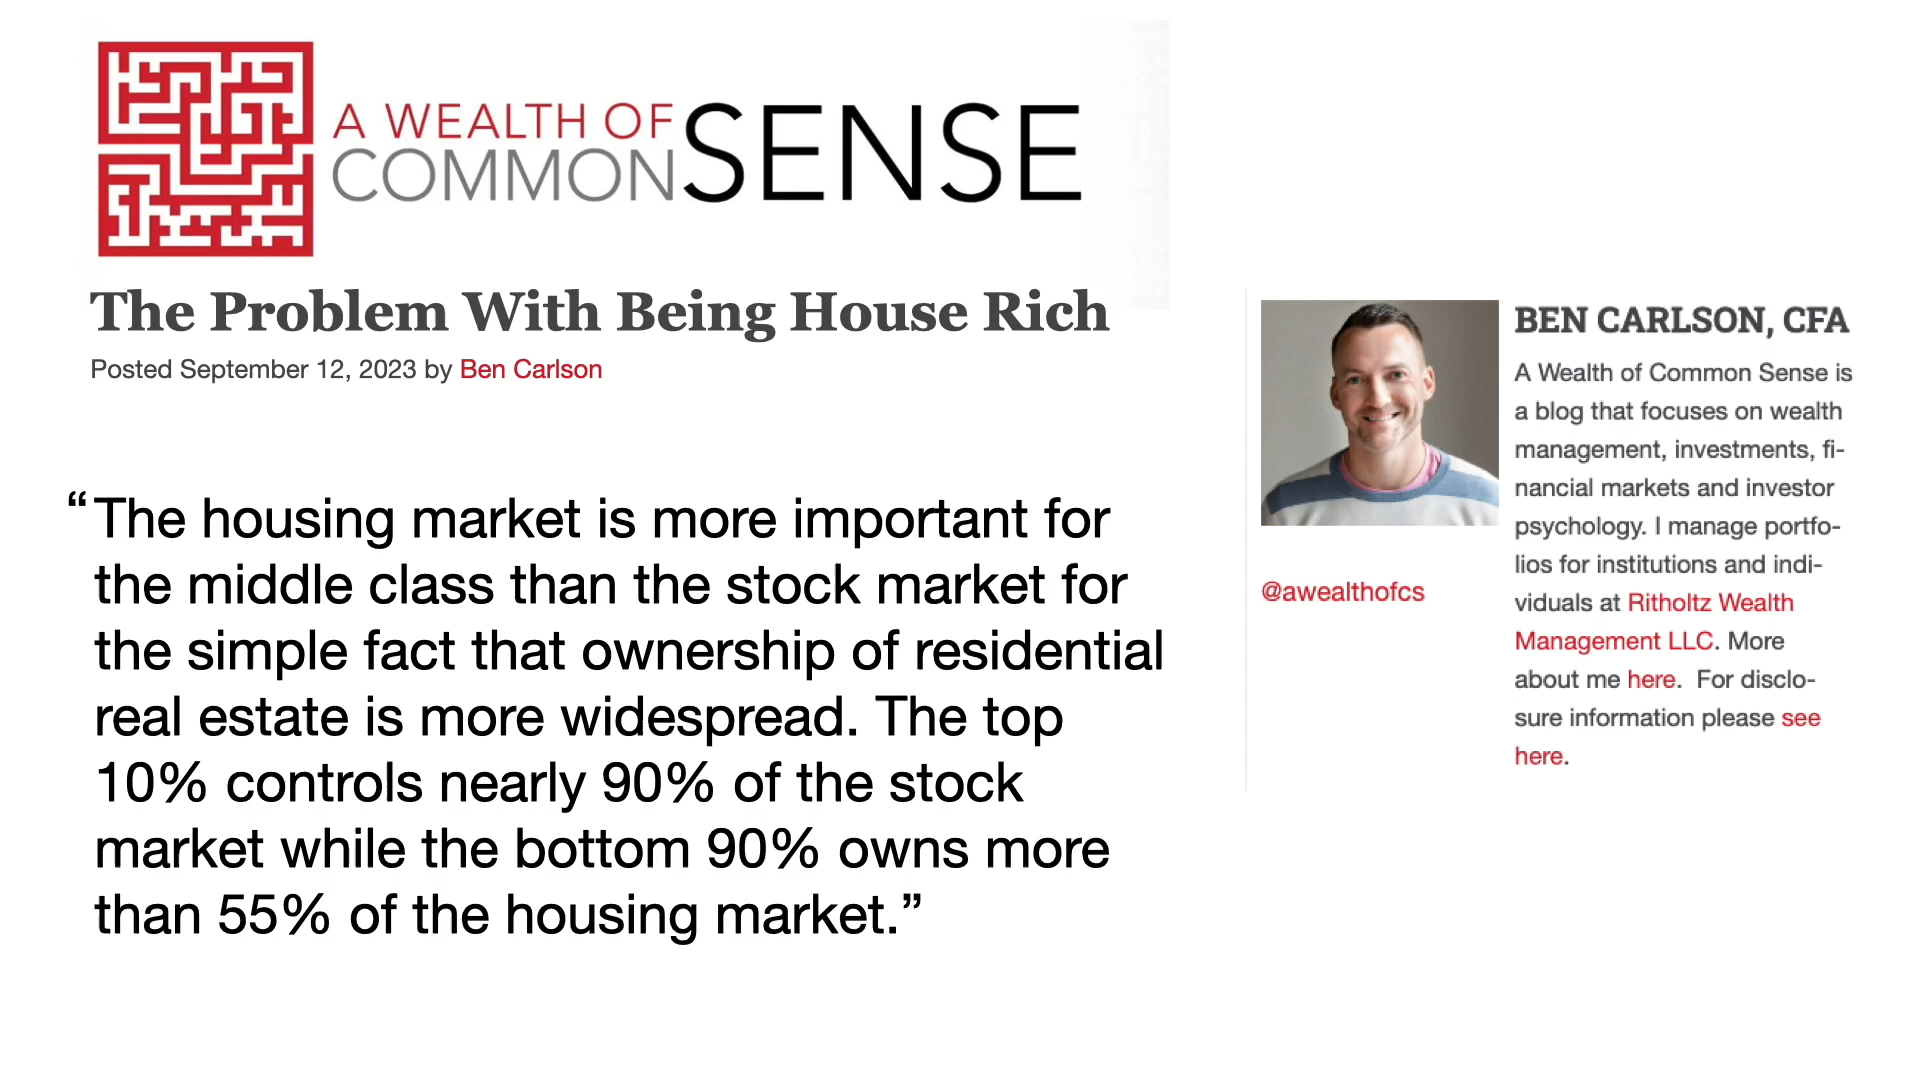 A WEALTH OF
COMMONSENSE
The Problem With Being House Rich
Posted September 12, 2023 by Ben Carlson
“The housing market is more important for
the middle class than the stock market for
the simple fact that ownership of residential
real estate is more widespread. The top
10% controls nearly 90% of the stock
market while the bottom 90% owns more
than 55% of the housing market.”
@awealthofcs
BEN CARLSON, CFA
A Wealth of Common Sense is
a blog that focuses on wealth
management, investments, fi-
nancial markets and investor
psychology. I manage portfo-
lios for institutions and indi-
viduals at Ritholtz Wealth
Management LLC. More
about me here.  For disclo-
sure information please see
here.